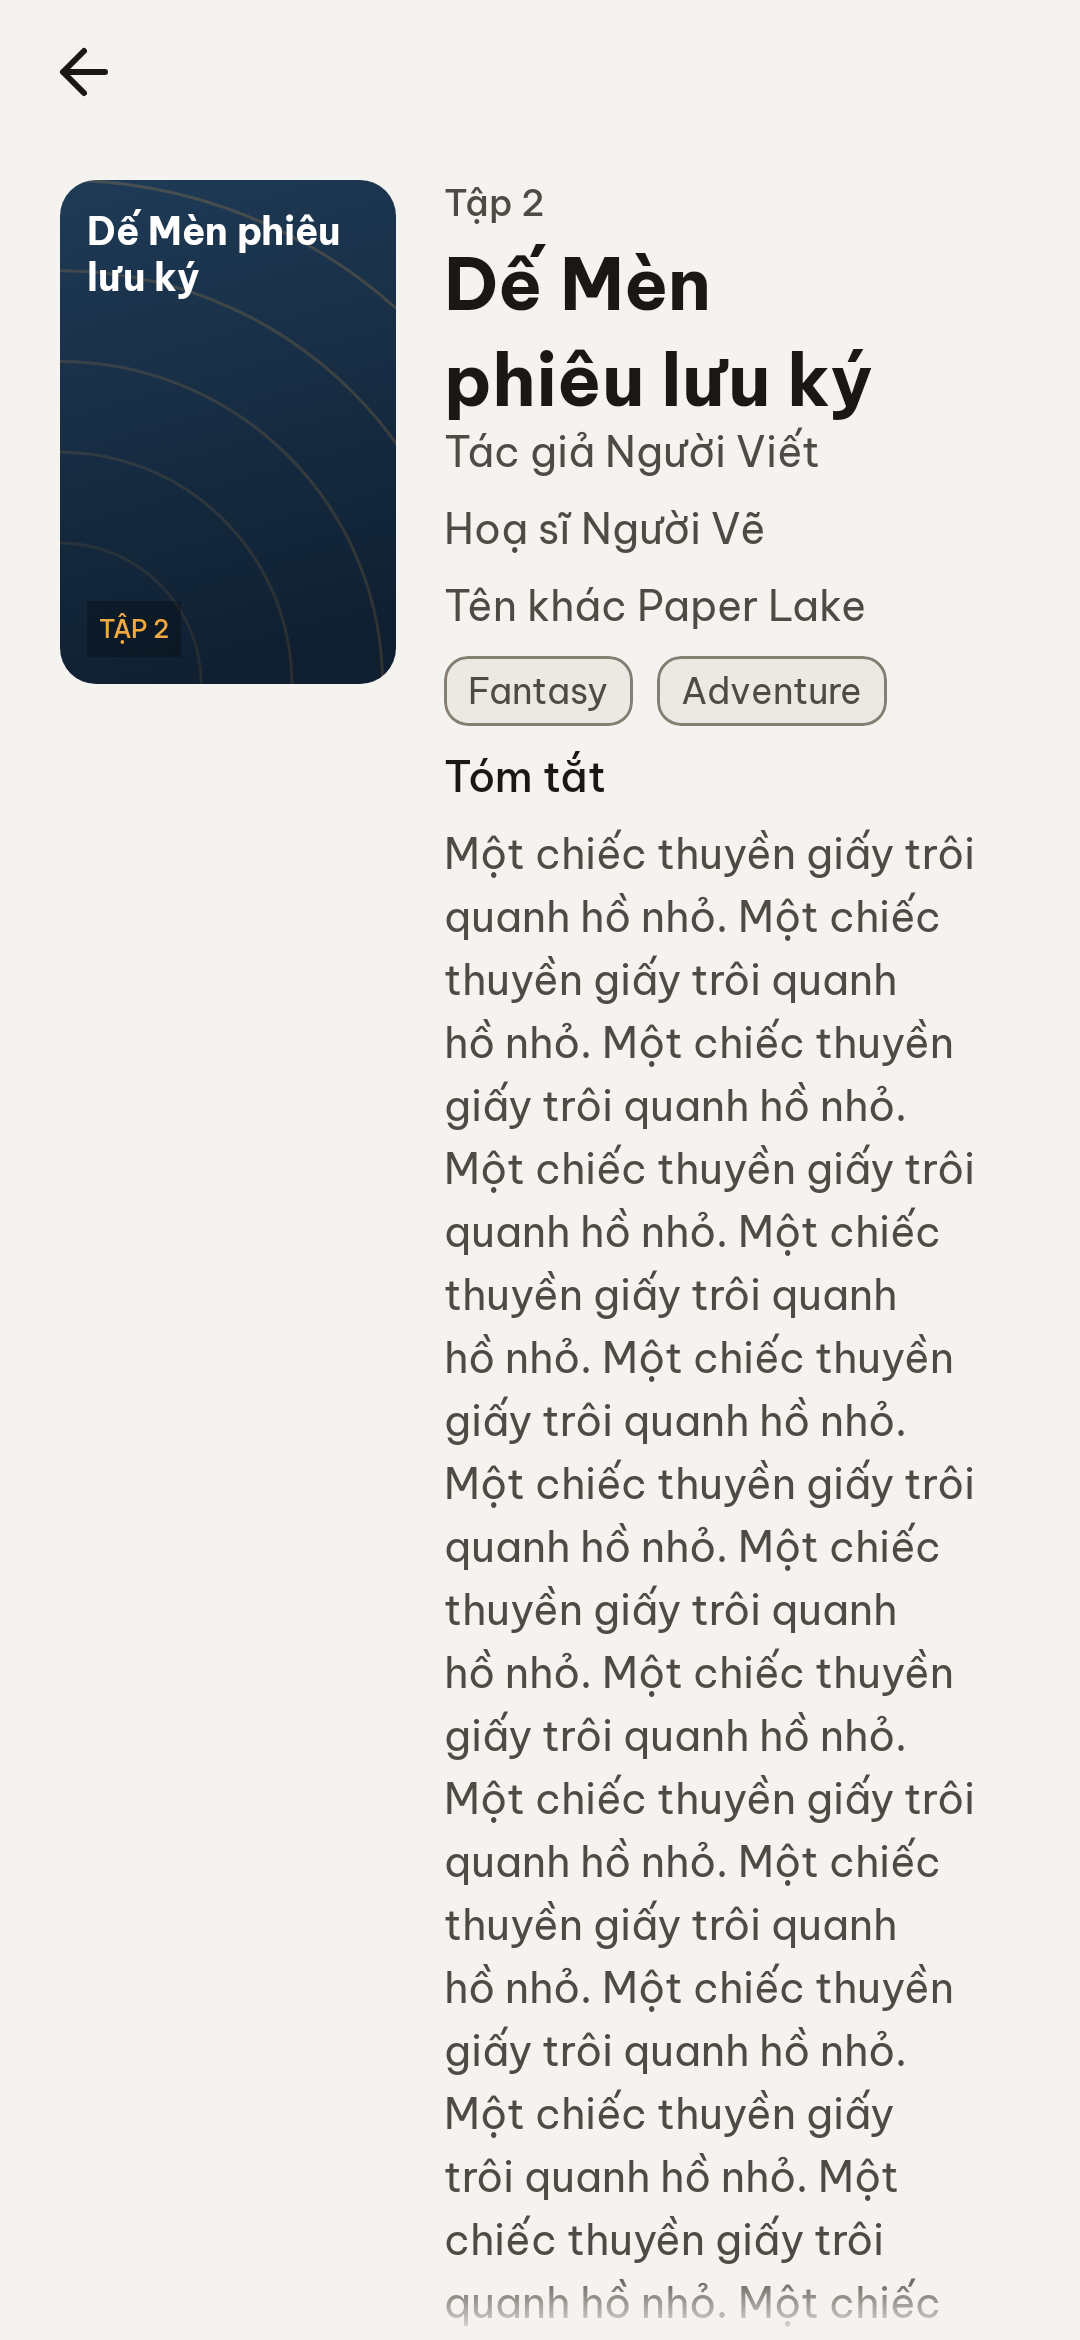 Dế Mèn phiêu
lưu ký
TẬP 2
Tập 2
Dế Mèn
phiêu lưu ký
Tác giả Người Viết
Hoạ sĩ Người Vẽ
Tên khác Paper Lake
Fantasy Adventure
Tóm tắt
Một chiếc thuyền giấy trôi
quanh hồ nhỏ. Một chiếc
thuyền giấy trôi quanh
hồ nhỏ. Một chiếc thuyền
giấy trôi quanh hồ nhỏ.
Một chiếc thuyền giấy trôi
quanh hồ nhỏ. Một chiếc
thuyền giấy trôi quanh
hồ nhỏ. Một chiếc thuyền
giấy trôi quanh hồ nhỏ.
Một chiếc thuyền giấy trôi
quanh hồ nhỏ. Một chiếc
thuyền giấy trôi quanh
hồ nhỏ. Một chiếc thuyền
giấy trôi quanh hồ nhỏ.
Một chiếc thuyền giấy trôi
quanh hồ nhỏ. Một chiếc
thuyền giấy trôi quanh
hồ nhỏ. Một chiếc thuyền
giấy trôi quanh hồ nhỏ.
Một chiếc thuyền giấy
trôi quanh hồ nhỏ. Một
chiếc thuyền giấy trôi
quanh hồ nhỏ. Một chiếc